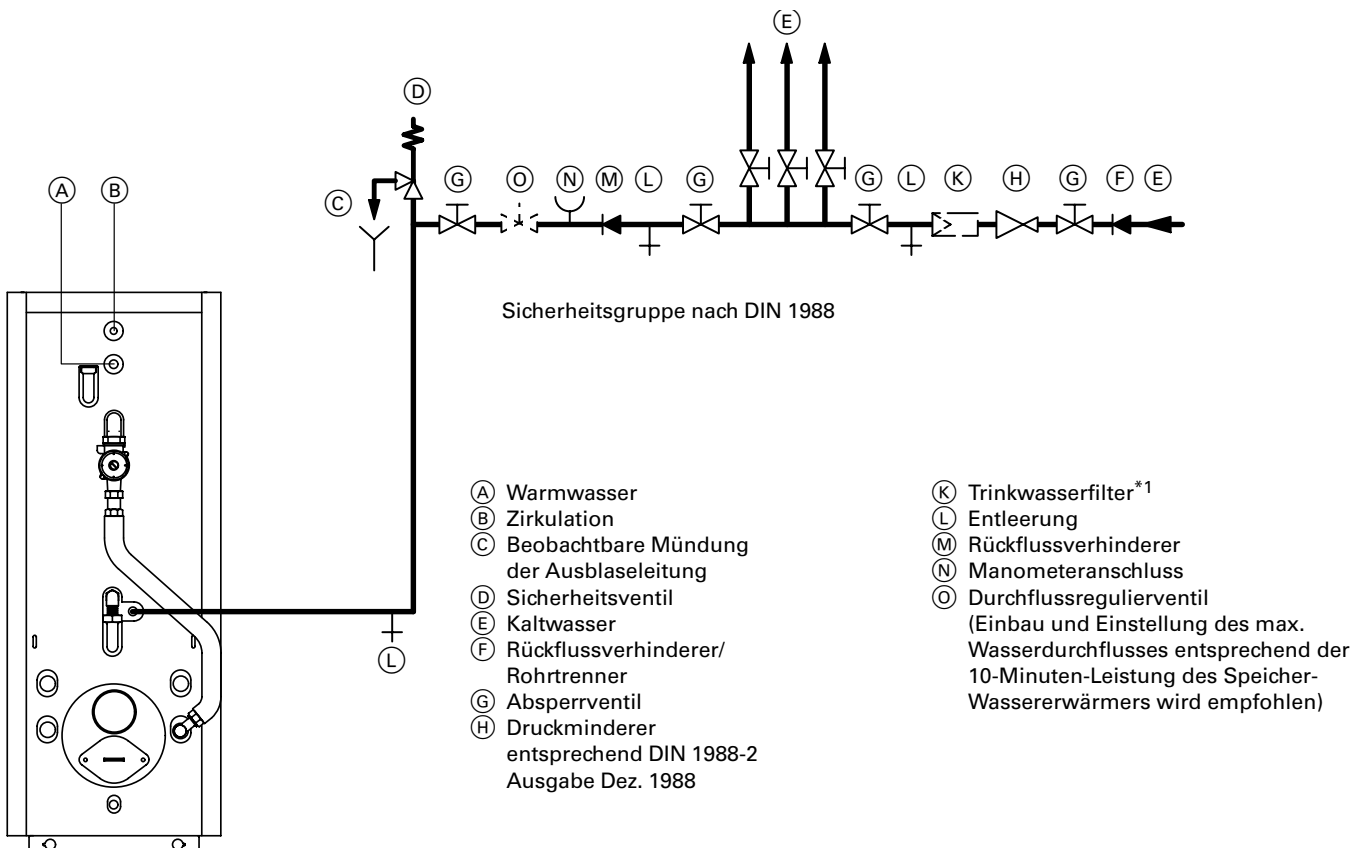 Ⓔ
Ⓓ
Ⓐ Ⓑ Ⓒ Ⓖ Ⓞ Ⓝ Ⓜ Ⓛ Ⓖ Ⓖ Ⓛ Ⓚ Ⓗ Ⓖ Ⓕ Ⓔ
Sicherheitsgruppe nach DIN 1988
Ⓛ
Ⓐ Warmwasser
Ⓑ Zirkulation
Ⓒ Beobachtbare Mündung
der Ausblaseleitung
Ⓓ Sicherheitsventil
Ⓔ Kaltwasser
Ⓕ Rückflussverhinderer/
Rohrtrenner
Ⓖ Absperrventil
Ⓗ Druckminderer
entsprechend DIN 1988-2
Ausgabe Dez. 1988
Ⓚ Trinkwasserfilter*1
Ⓛ Entleerung
Ⓜ Rückflussverhinderer
Ⓝ Manometeranschluss
Ⓞ Durchflussregulierventil
(Einbau und Einstellung des max.
Wasserdurchflusses entsprechend der
10-Minuten-Leistung des Speicher-
Wassererwärmers wird empfohlen)